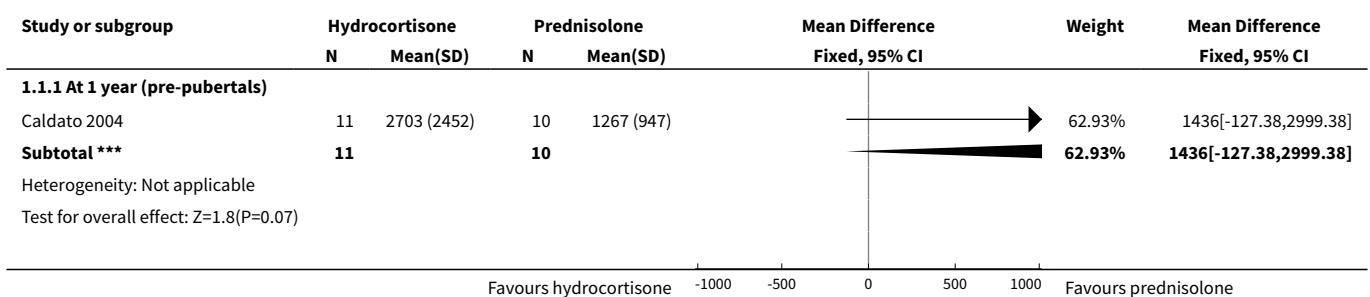 Study or subgroup Hydrocortisone Prednisolone Mean Difference Weight Mean Difference
N Mean(SD) N Mean(SD) Fixed, 95% CI Fixed, 95% CI
1.1.1 At 1 year (pre-pubertals)
Caldato 2004 11 2703 (2452) 10 1267 (947) 62.93% 1436[-127.38,2999.38]
Subtotal *** 11 10 62.93% 1436[-127.38,2999.38]
Heterogeneity: Not applicable
Test for overall effect: Z=1.8(P=0.07)
Favours hydrocortisone -1000 -500 0 500 1000 Favours prednisolone